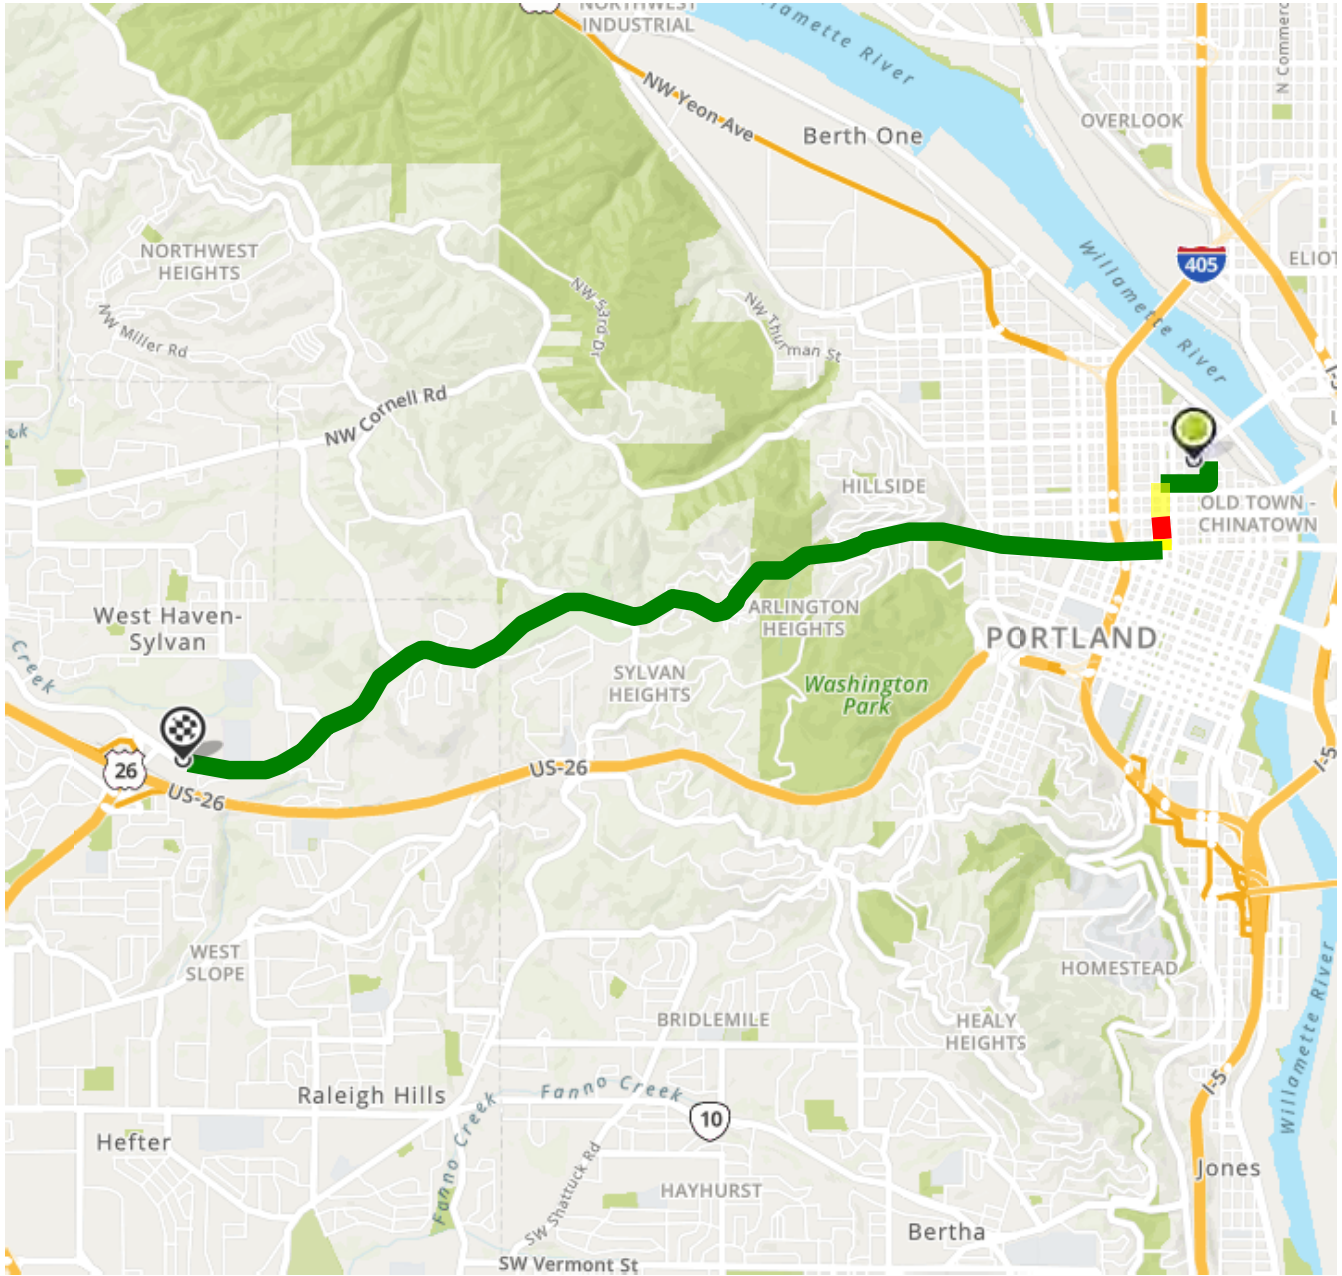 NORTHWEST
INDUSTRIAL
Willamette River
N Commerc
NW Yeon Ave
OVERLOOK
Berth One
NORTHWEST
HEIGHTS
Willamette River
405
ELIOT
NW 53rd Dr
NW Thurman St
NW Miller Rd
I-5
NW Cornell Rd
ek
HILLSIDE
OLD TOWN -
CHINATOWN
West Haven-
Sylvan
ARLINGTON
HEIGHTS
PORTLAND
Creek
SYLVAN
HEIGHTS
Washington
Park
26
US-26
US-26
I-5
WEST
SLOPE
HOMESTEAD
BRIDLEMILE
HEALY
HEIGHTS
Willamette River
Raleigh Hills
Fanno Creek
I-5
10
Hefter
Fanno Creek
SW Shattuck Rd
HAYHURST
Jones
Bertha
SW Vermont St